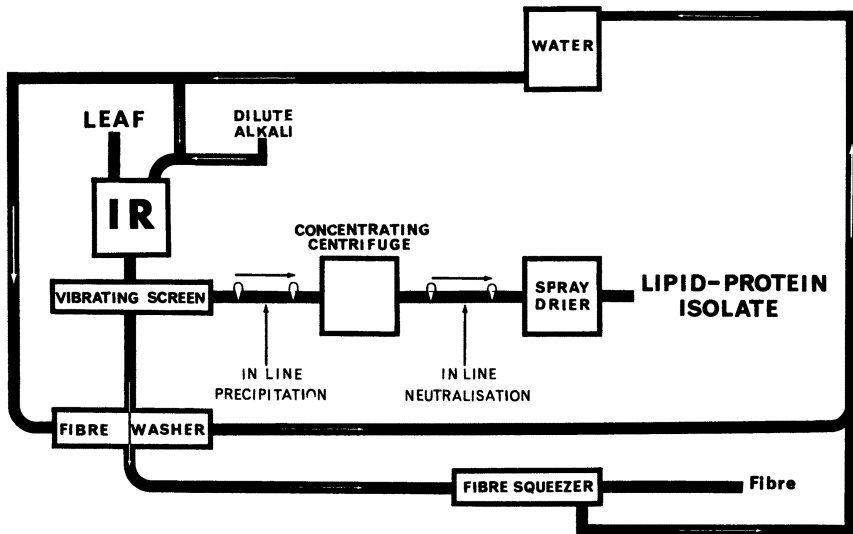 WATER
LEAF
DILUTE
ALKALI
IR
CONCENTRATING
CENTRIFUGE
VIBRATING SCREEN
SPRAY
DRIER
LIPID-PROTEIN
ISOLATE
IN LINE
PRECIPITATION
IN LINE
NEUTRALISATION
FIBRE WASHER
FIBRE SQUEEZER
Fibre